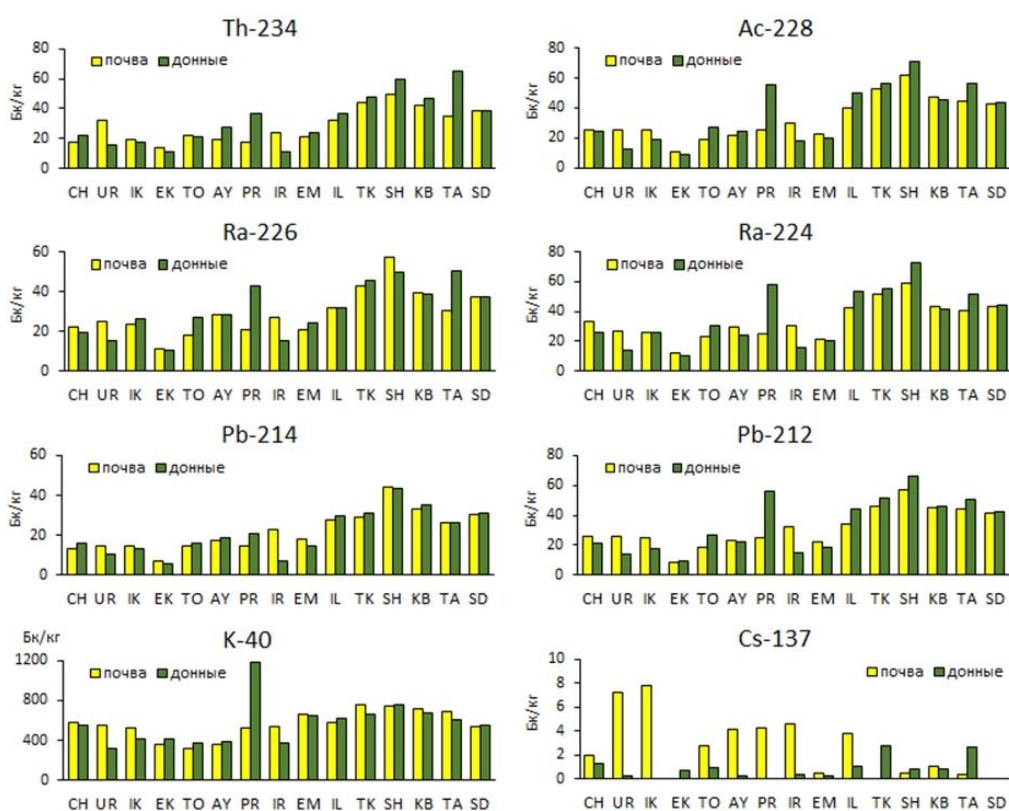 Th-234
Бк/кг
80
60
40
20
0
почва донные
CH UR IK EK TO AY PR IR EM IL TK SH KB TA SD
Ac-228
Бк/кг
80
60
40
20
0
почва донные
CH UR IK EK TO AY PR IR EM IL TK SH KB TA SD
Ra-226
Бк/кг
60
40
20
0
почва донные
CH UR IK EK TO AY PR IR EM IL TK SH KB TA SD
Ra-224
Бк/кг
80
60
40
20
0
почва донные
CH UR IK EK TO AY PR IR EM IL TK SH KB TA SD
Pb-214
Бк/кг
60
40
20
0
почва донные
CH UR IK EK TO AY PR IR EM IL TK SH KB TA SD
Pb-212
Бк/кг
80
60
40
20
0
почва донные
CH UR IK EK TO AY PR IR EM IL TK SH KB TA SD
K-40
Бк/кг
1200
800
400
0
почва донные
CH UR IK EK TO AY PR IR EM IL TK SH KB TA SD
Cs-137
Бк/кг
10
8
6
4
2
0
почва донные
CH UR IK EK TO AY PR IR EM IL TK SH KB TA SD